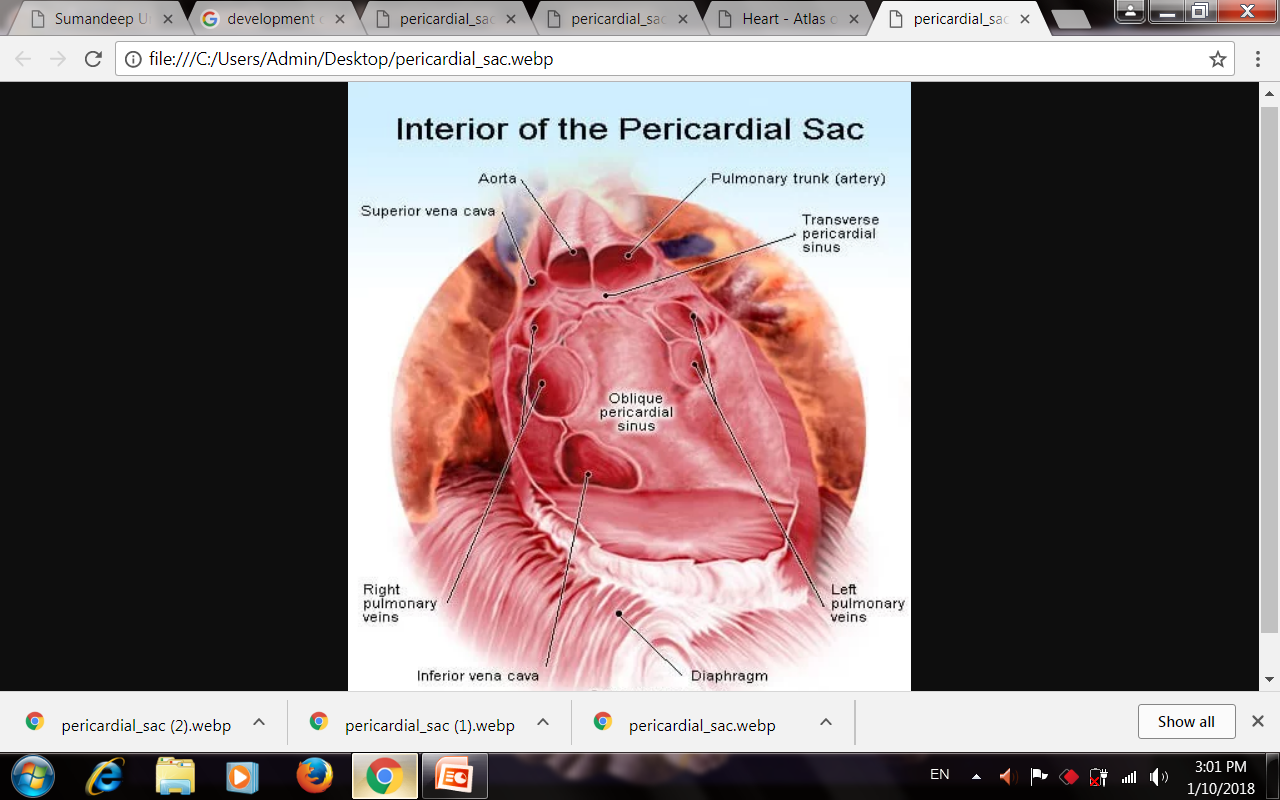 Sumandeep U
development o
pericardial_sac
pericardial_sac
Heart - Atlas o
pericardial_sac
file:///C:/Users/Admin/Desktop/pericardial_sac.webp
Interior of the Pericardial Sac
Aorta
Pulmonary trunk (artery)
Superior vena cava
Transverse
pericardial
sinus
Oblique
pericardial
sinus
Right
pulmonary
veins
Left
pulmonary
veins
Inferior vena cava
Diaphragm
pericardial_sac (2).webp
pericardial_sac (1).webp
pericardial_sac.webp
Show all
EN
3:01 PM
1/10/2018